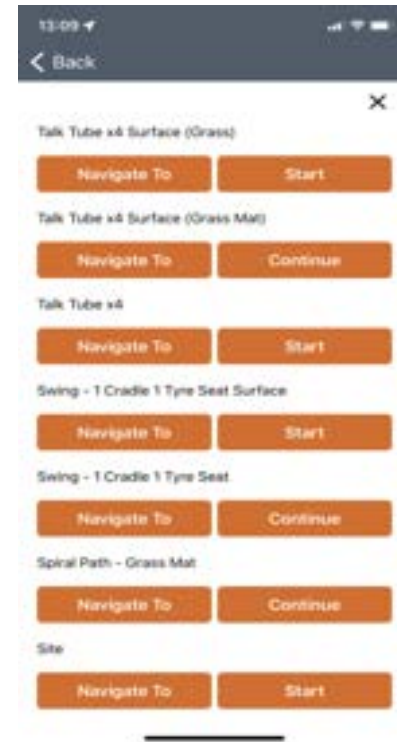 13:09
Back
Talk Tube x4 Surface (Grass)
Navigate To Start
Talk Tube x4 Surface (Grass Mat)
Navigate To Continue
Talk Tube x4
Navigate To Start
Swing - 1 Cradle 1 Tyre Seat Surface
Navigate To Start
Swing - 1 Cradle 1 Tyre Seat
Navigate To Continue
Spiral Path - Grass Mat
Navigate To Continue
Site
Navigate To Start